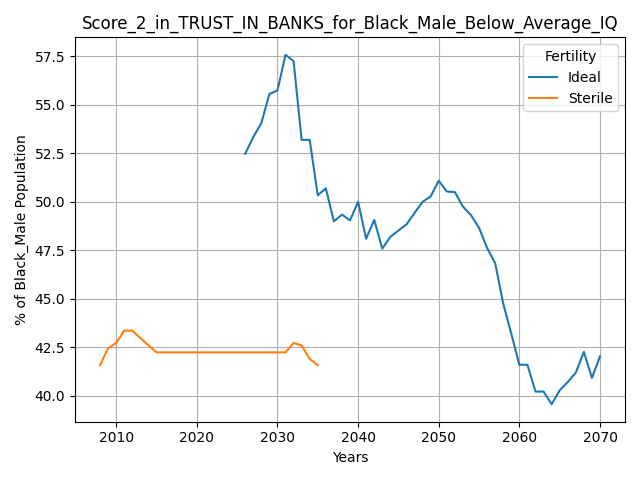 Score_2_in_TRUST_IN_BANKS_for_Black_Male_Below_Average_IQ
Fertility
Ideal
Sterile
% of Black_Male Population
57.5
55.0
52.5
50.0
47.5
45.0
42.5
40.0
2010 2020 2030 2040 2050 2060 2070
Years